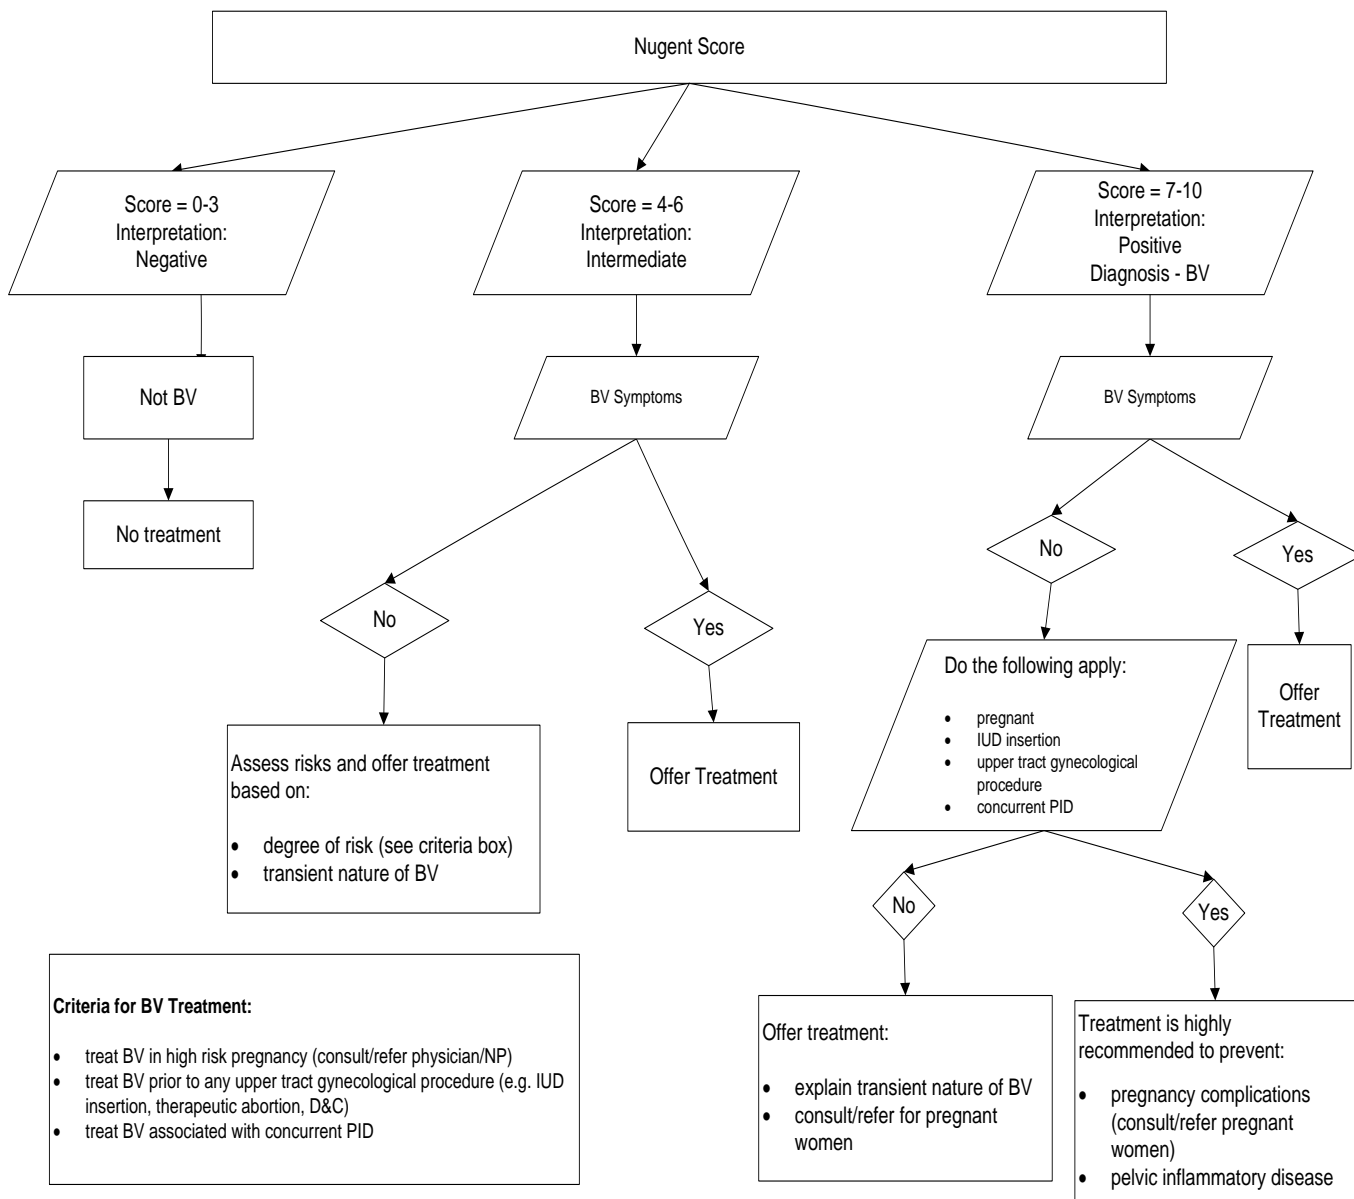 Nugent Score
Score = 0-3
Interpretation:
Negative
Score = 4-6
Interpretation:
Intermediate
Score = 7-10
Interpretation:
Positive
Diagnosis - BV
Not BV
BV Symptoms
BV Symptoms
No treatment
No
Yes
No
Yes
Assess risks and offer treatment
based on:
• degree of risk (see criteria box)
• transient nature of BV
Offer Treatment
Do the following apply:
• pregnant
• IUD insertion
• upper tract gynecological
procedure
• concurrent PID
Offer
Treatment
No
Yes
Criteria for BV Treatment:
• treat BV in high risk pregnancy (consult/refer physician/NP)
• treat BV prior to any upper tract gynecological procedure (e.g. IUD
insertion, therapeutic abortion, D&C)
• treat BV associated with concurrent PID
Offer treatment:
• explain transient nature of BV
• consult/refer for pregnant
women
Treatment is highly
recommended to prevent:
• pregnancy complications
(consult/refer pregnant
women)
• pelvic inflammatory disease